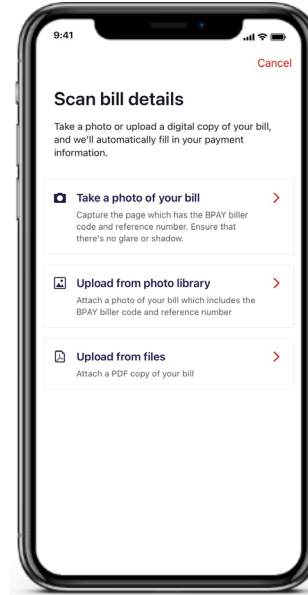 9:41
Cancel
Scan bill details
Take a photo or upload a digital copy of your bill,
and we'll automatically fill in your payment
information.
Take a photo of your bill
Capture the page which has the BPAY biller
code and reference number. Ensure that
there's no glare or shadow.
Upload from photo library
Attach a photo of your bill which includes the
BPAY biller code and reference number
Upload from files
Attach a PDF copy of your bill